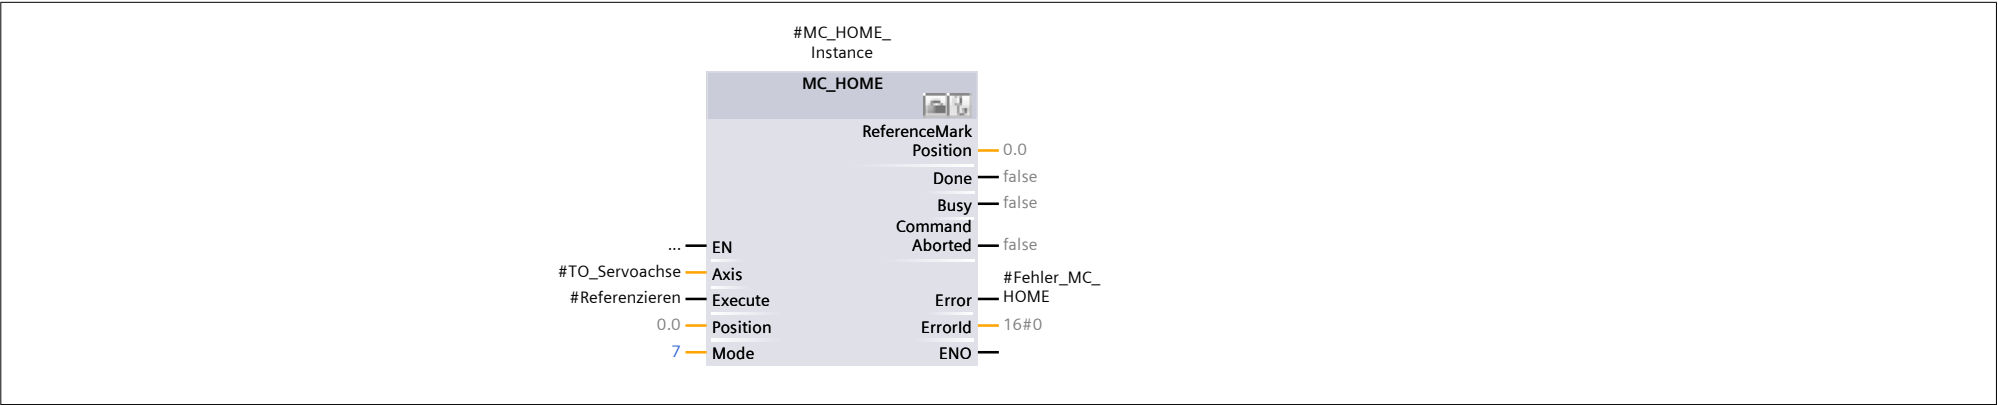 #MC_HOME_
Instance
MC_HOME
ReferenceMark
Position 0.0
Done false
Busy false
Command
... EN Aborted false
#TO_Servoachse Axis
#Fehler_MC_
HOME
#Referenzieren Execute Error
0.0 Position ErrorId 16#0
7 Mode ENO